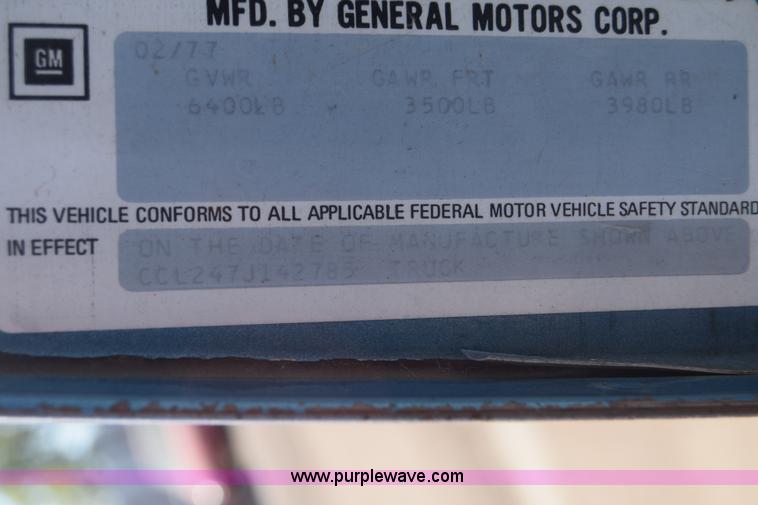 MFD. BY GENERAL MOTORS CORP.
GM
02/77
GVWR GAWR FRT GAWR RR
6400LB 3500LB 3980LB
THIS VEHICLE CONFORMS TO ALL APPLICABLE FEDERAL MOTOR VEHICLE SAFETY STANDARD
IN EFFECT ON THE DATE OF MANUFACTURE SHOWN ABOVE
CCL247J142785 TRUCK
www.purplewave.com